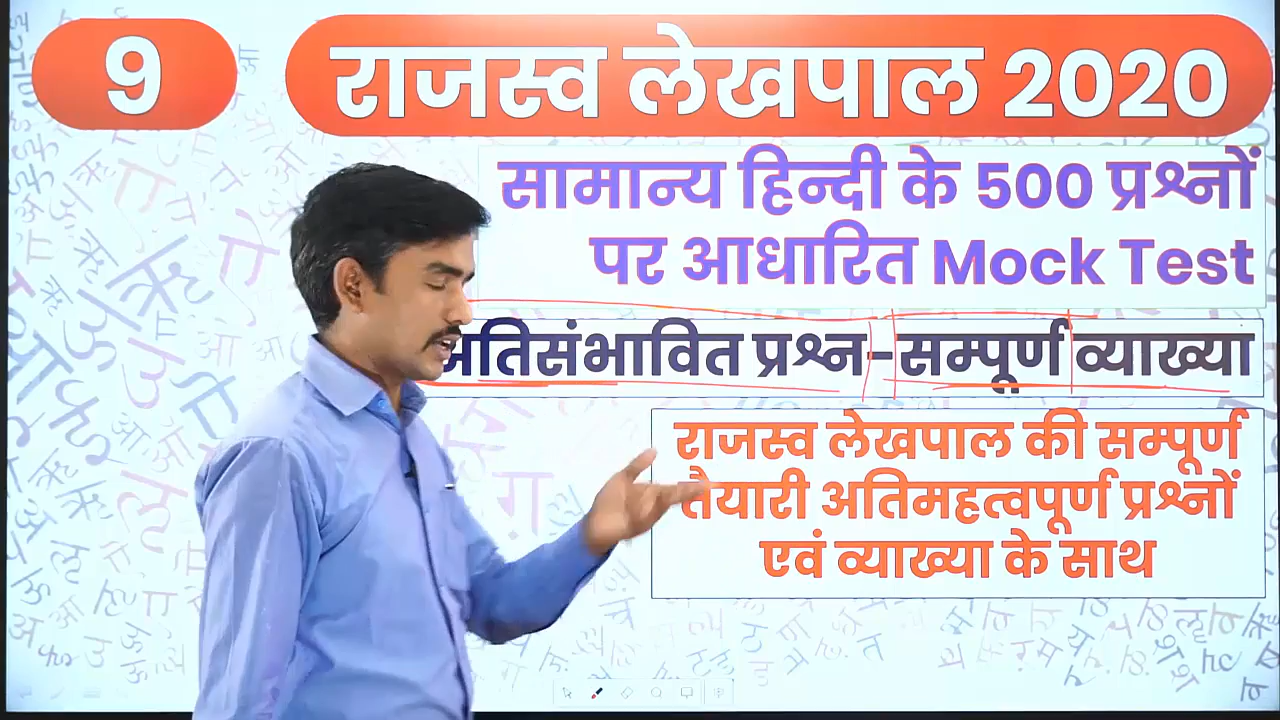 9
राजस्व लेखपाल 2020
सामान्य हिन्दी के 500 प्रश्नों
पर आधारित Mock Test
अतिसंभावित प्रश्न-सम्पूर्ण व्याख्या
राजस्व लेखपाल की सम्पूर्ण
तैयारी अतिमहत्वपूर्ण प्रश्नों
एवं व्याख्या के साथ